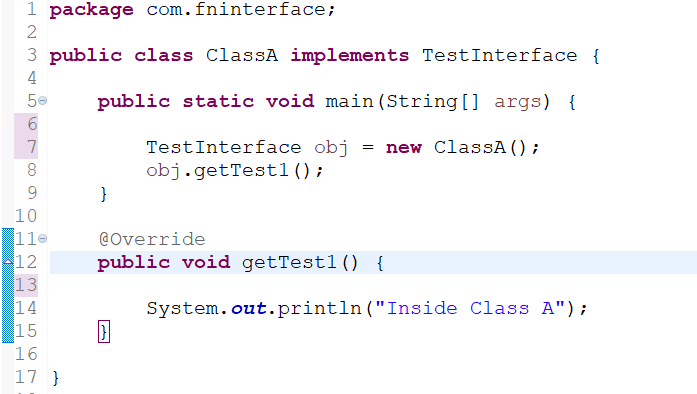 1 package com.fninterface;
2
3 public class ClassA implements TestInterface {
4
5     public static void main(String[] args) {
6
7         TestInterface obj = new ClassA();
8         obj.getTest1();
9     }
10
11     @Override
12     public void getTest1() {
13
14         System.out.println("Inside Class A");
15     }
16
17 }